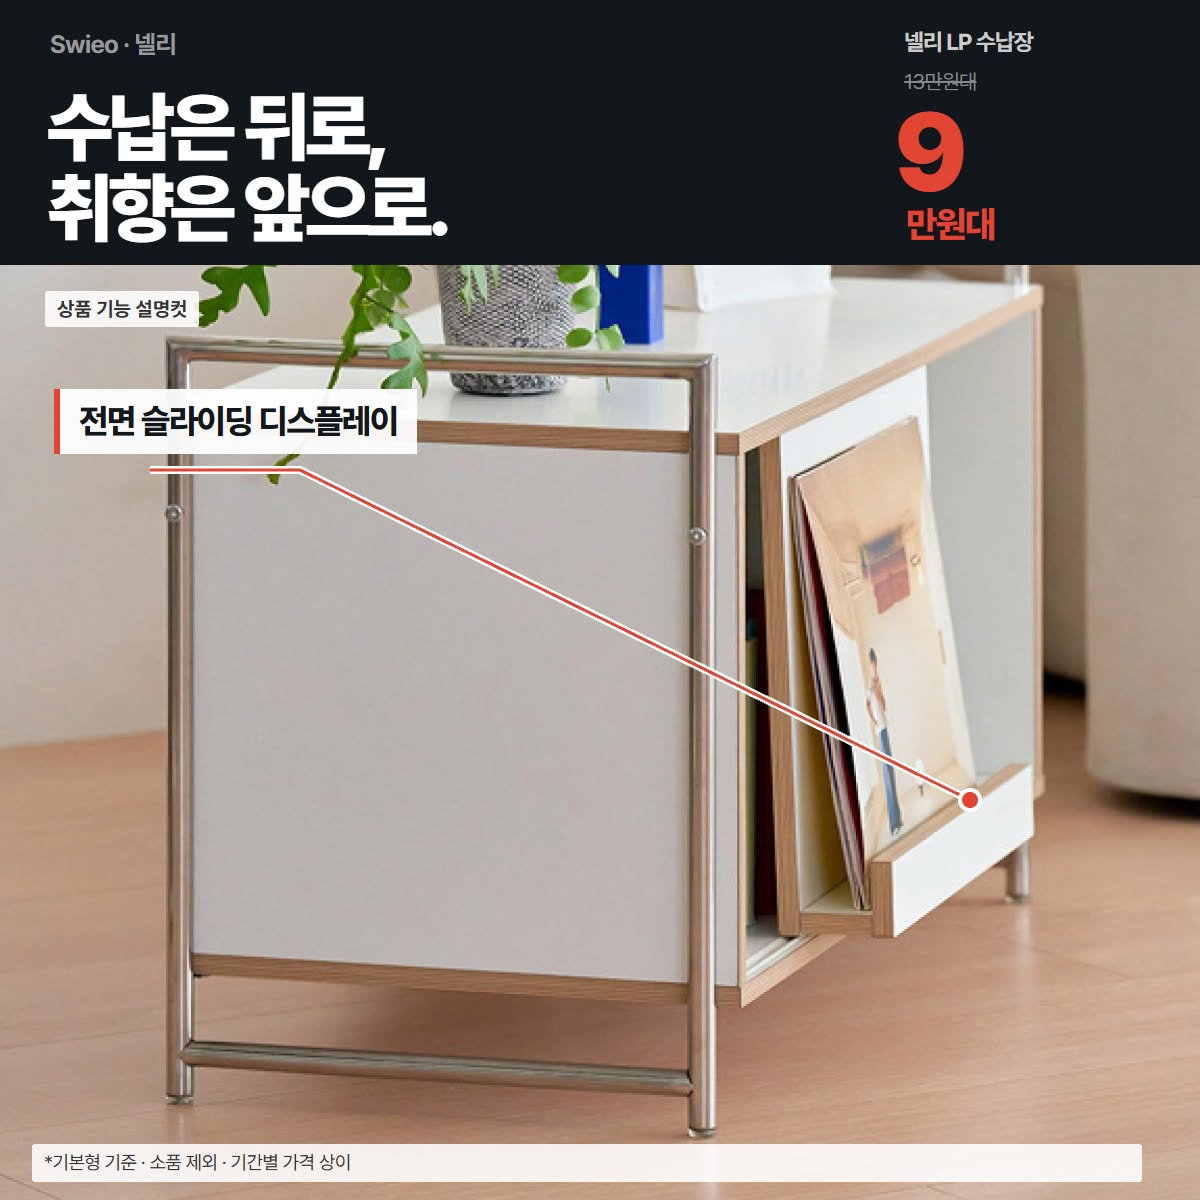 Swieo · 넬리
수납은 뒤로,
취향은 앞으로.
넬리 LP 수납장
13만원대
9
만원대
상품 기능 설명컷
전면 슬라이딩 디스플레이
*기본형 기준 · 소품 제외 · 기간별 가격 상이